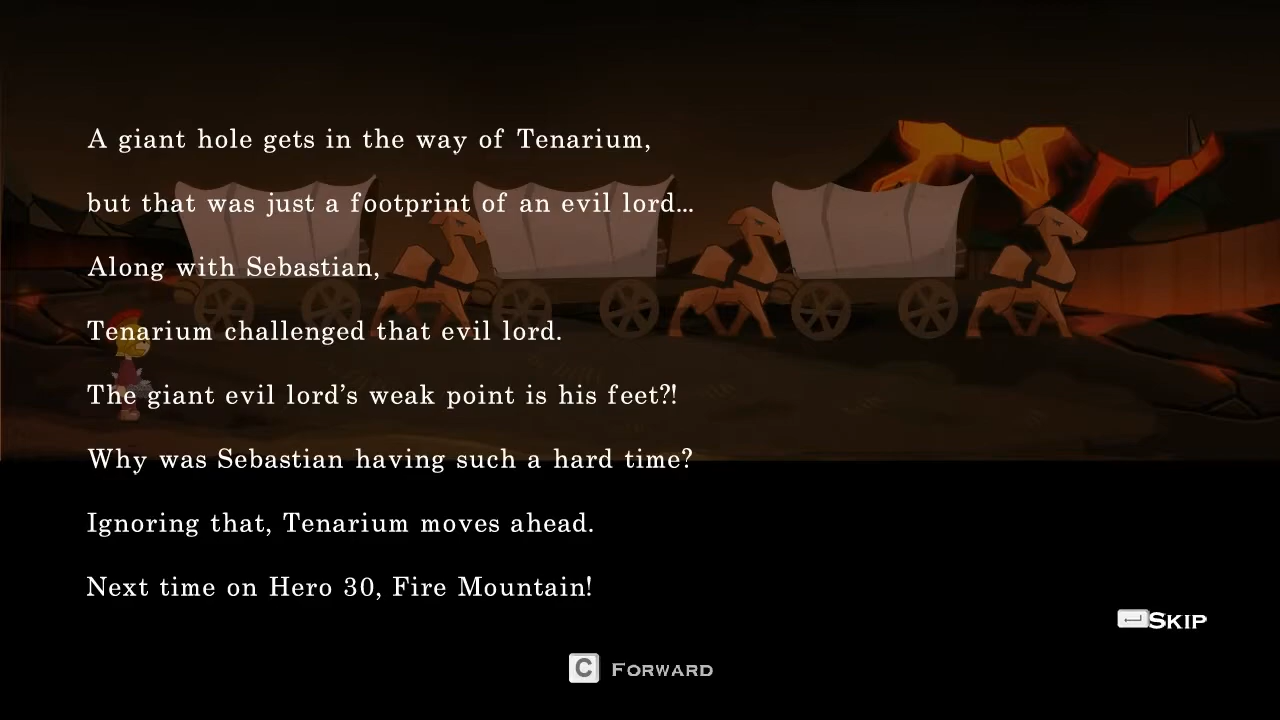 A giant hole gets in the way of Tenarium,
but that was just a footprint of an evil lord...
Along with Sebastian,
Tenarium challenged that evil lord.
The giant evil lord's weak point is his feet?!
Why was Sebastian having such a hard time?
Ignoring that, Tenarium moves ahead.
Next time on Hero 30, Fire Mountain!
Skip
C Forward